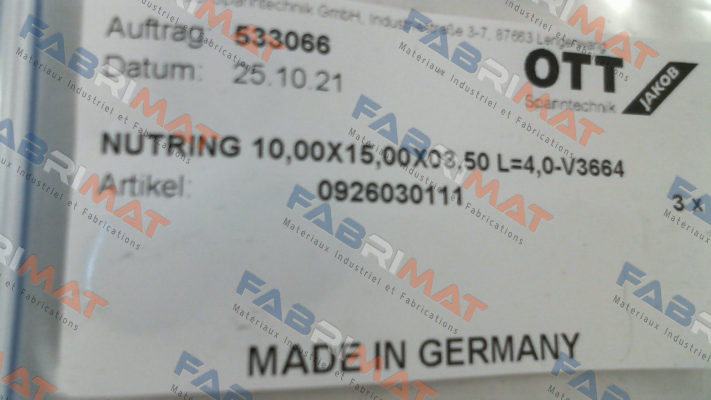 Spanntechnik GmbH, Industriestraße 3-7, 87663 Lengenwang
Auftrag: 533066
Datum: 25.10.21
OTT
JAKOB
Spanntechnik
NUTRING 10,00X15,00X03,50 L=4,0-V3664
Artikel: 0926030111 3 x
MADE IN GERMANY
FABRIMAT
Materiaux Industriel et Fabrications